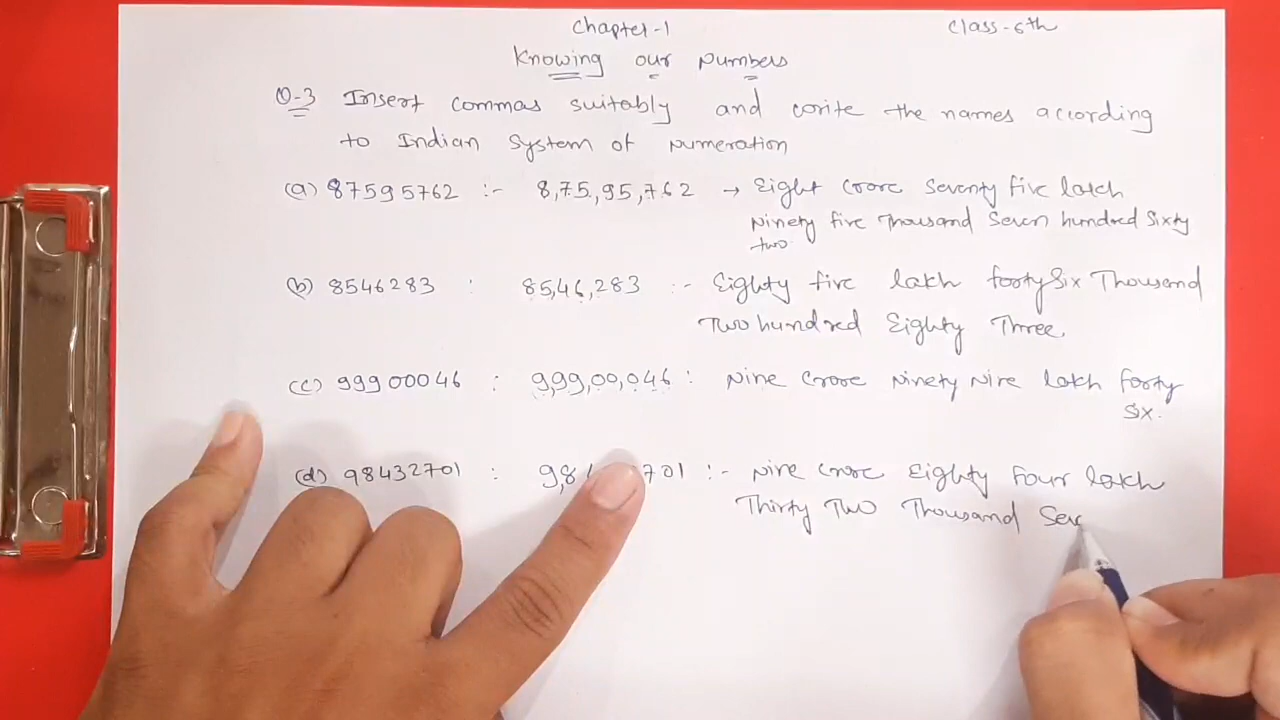 Chapter-1 Class-6th
Knowing our Numbers
Q-3 Insert commas suitably and write the names according
to Indian System of Numeration
(a) 87595762 :- 8,75,95,762 → Eight Crore Seventy five lakh
Ninety five Thousand Seven hundred Sixty
two.
(b) 8546283 : 85,46,283 :- Eighty five lakh forty Six Thousand
Two hundred Eighty Three.
(c) 99900046 : 9,99,00,046 : Nine Crore Ninety Nine lakh forty
Six.
(d) 98432701 : 9,84 701 :- Nine Crore Eighty Four lakh
Thirty Two Thousand Sev